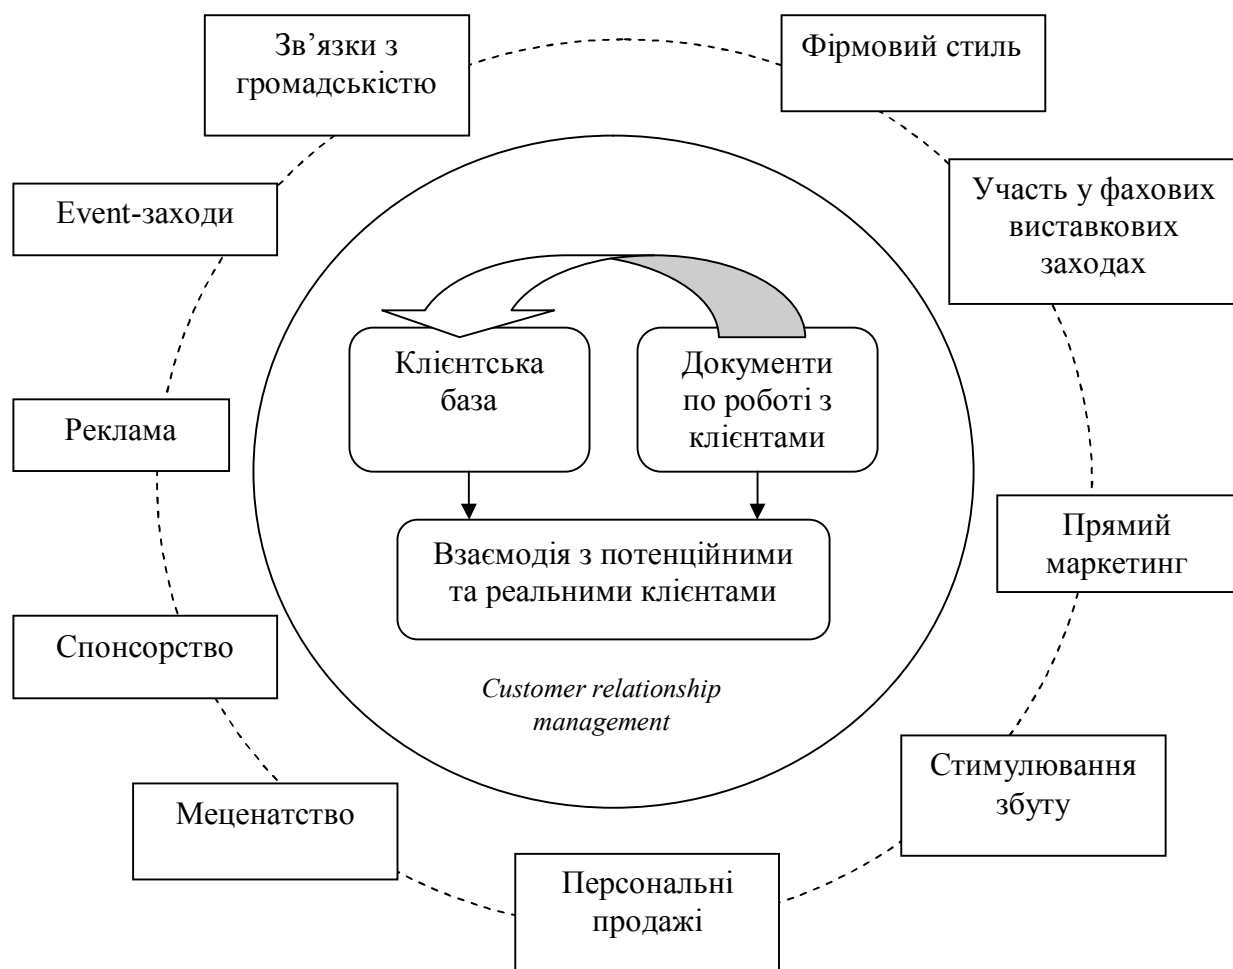 Зв’язки з
громадськістю
Фірмовий стиль
Event-заходи
Участь у фахових
виставкових
заходах
Клієнтська
база
Документи
по роботі з
клієнтами
Реклама
Прямий
маркетинг
Взаємодія з потенційними
та реальними клієнтами
Спонсорство
Customer relationship
management
Стимулювання
збуту
Меценатство
Персональні
продажі